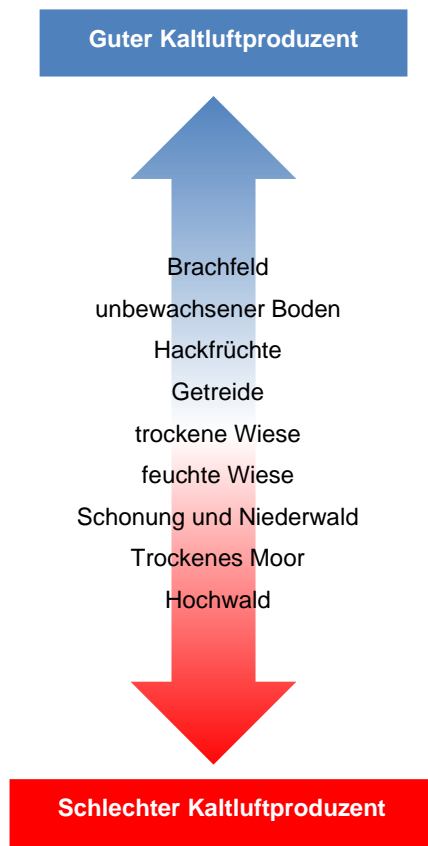 Guter Kaltluftproduzent
Brachfeld
unbewachsener Boden
Hackfrüchte
Getreide
trockene Wiese
feuchte Wiese
Schonung und Niederwald
Trockenes Moor
Hochwald
Schlechter Kaltluftproduzent